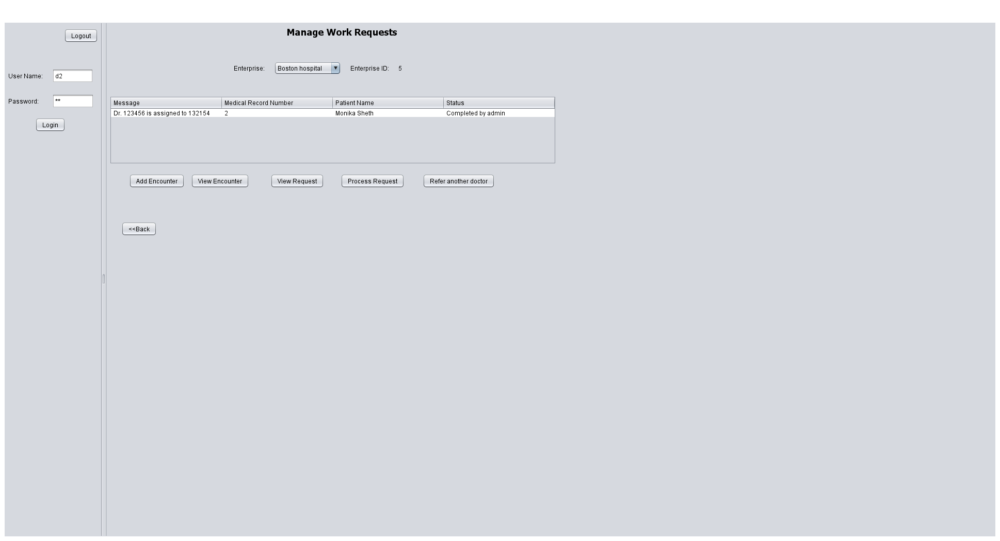 Logout
User Name: d2
Password: **
Login
Manage Work Requests
Enterprise: Boston hospital Enterprise ID: 5
Message Medical Record Number Patient Name Status
Dr. 123456 is assigned to 132154 2 Monika Sheth Completed by admin
Add Encounter View Encounter View Request Process Request Refer another doctor
<<Back